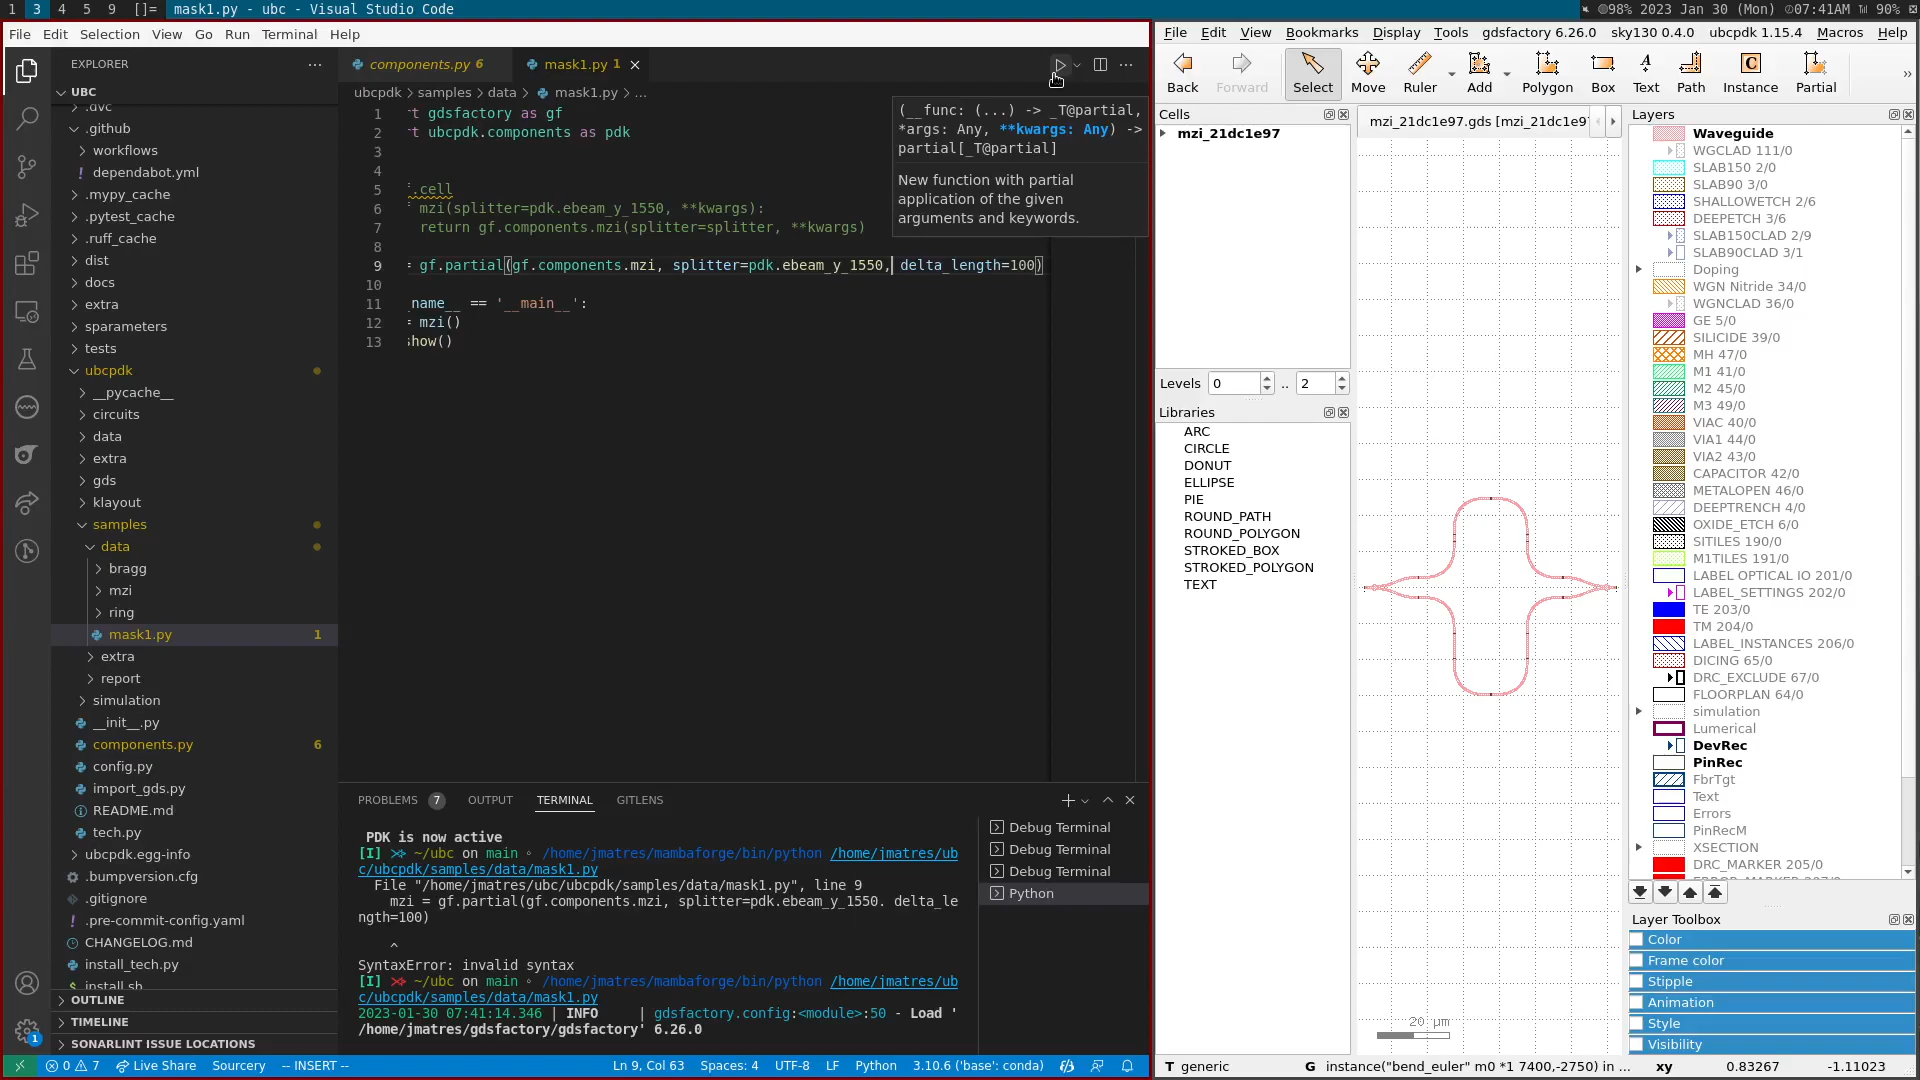 1 3 4 5 9 []= mask1.py - ubc - Visual Studio Code
98% 2023 Jan 30 (Mon) 07:41AM 90%
File Edit Selection View Go Run Terminal Help
EXPLORER
UBC
.dvc
.github
workflows
! dependabot.yml
.mypy_cache
.pytest_cache
.ruff_cache
dist
docs
extra
sparameters
tests
ubcpdk
__pycache__
circuits
data
extra
gds
klayout
samples
data
bragg
mzi
ring
mask1.py 1
extra
report
simulation
__init__.py
components.py 6
config.py
import_gds.py
README.md
tech.py
ubcpdk.egg-info
.bumpversion.cfg
.gitignore
! .pre-commit-config.yaml
CHANGELOG.md
install_tech.py
$ install.sh
OUTLINE
TIMELINE
SONARLINT ISSUE LOCATIONS
components.py 6 mask1.py 1
ubcpdk > samples > data > mask1.py > ...
1 t gdsfactory as gf
2 t ubcpdk.components as pdk
3
4
5 .cell
6 mzi(splitter=pdk.ebeam_y_1550, **kwargs):
7 return gf.components.mzi(splitter=splitter, **kwargs)
8
9 = gf.partial(gf.components.mzi, splitter=pdk.ebeam_y_1550, delta_length=100)
10
11 name__ == '__main__':
12 = mzi()
13 show()
(__func: (...) -> _T@partial,
*args: Any, **kwargs: Any) ->
partial[_T@partial]
New function with partial
application of the given
arguments and keywords.
PROBLEMS 7 OUTPUT TERMINAL GITLENS
PDK is now active
[I] ~/ubc on main /home/jmatres/mambaforge/bin/python /home/jmatres/ub
c/ubcpdk/samples/data/mask1.py
File "/home/jmatres/ubc/ubcpdk/samples/data/mask1.py", line 9
mzi = gf.partial(gf.components.mzi, splitter=pdk.ebeam_y_1550. delta_le
ngth=100)
^
SyntaxError: invalid syntax
[I] ~/ubc on main /home/jmatres/mambaforge/bin/python /home/jmatres/ub
c/ubcpdk/samples/data/mask1.py
2023-01-30 07:41:14.346 | INFO | gdsfactory.config:<module>:50 - Load '
/home/jmatres/gdsfactory/gdsfactory' 6.26.0
Debug Terminal
Debug Terminal
Debug Terminal
Python
1
0 7 Live Share Sourcery -- INSERT -- Ln 9, Col 63 Spaces: 4 UTF-8 LF Python 3.10.6 ('base': conda)
File Edit View Bookmarks Display Tools gdsfactory 6.26.0 sky130 0.4.0 ubcpdk 1.15.4 Macros Help
Back Forward Select Move Ruler Add Polygon Box Text Path Instance Partial
Cells
mzi_21dc1e97
Levels 0 .. 2
Libraries
ARC
CIRCLE
DONUT
ELLIPSE
PIE
ROUND_PATH
ROUND_POLYGON
STROKED_BOX
STROKED_POLYGON
TEXT
mzi_21dc1e97.gds [mzi_21dc1e97
20 µm
Layers
Waveguide
WGCLAD 111/0
SLAB150 2/0
SLAB90 3/0
SHALLOWETCH 2/6
DEEPETCH 3/6
SLAB150CLAD 2/9
SLAB90CLAD 3/1
Doping
WGN Nitride 34/0
WGNCLAD 36/0
GE 5/0
SILICIDE 39/0
MH 47/0
M1 41/0
M2 45/0
M3 49/0
VIAC 40/0
VIA1 44/0
VIA2 43/0
CAPACITOR 42/0
METALOPEN 46/0
DEEPTRENCH 4/0
OXIDE_ETCH 6/0
SITILES 190/0
M1TILES 191/0
LABEL OPTICAL IO 201/0
LABEL_SETTINGS 202/0
TE 203/0
TM 204/0
LABEL_INSTANCES 206/0
DICING 65/0
DRC_EXCLUDE 67/0
FLOORPLAN 64/0
simulation
Lumerical
DevRec
PinRec
FbrTgt
Text
Errors
PinRecM
XSECTION
DRC_MARKER 205/0
Layer Toolbox
Color
Frame color
Stipple
Animation
Style
Visibility
T generic G instance("bend_euler" m0 *1 7400,-2750) in ... xy 0.83267 -1.11023